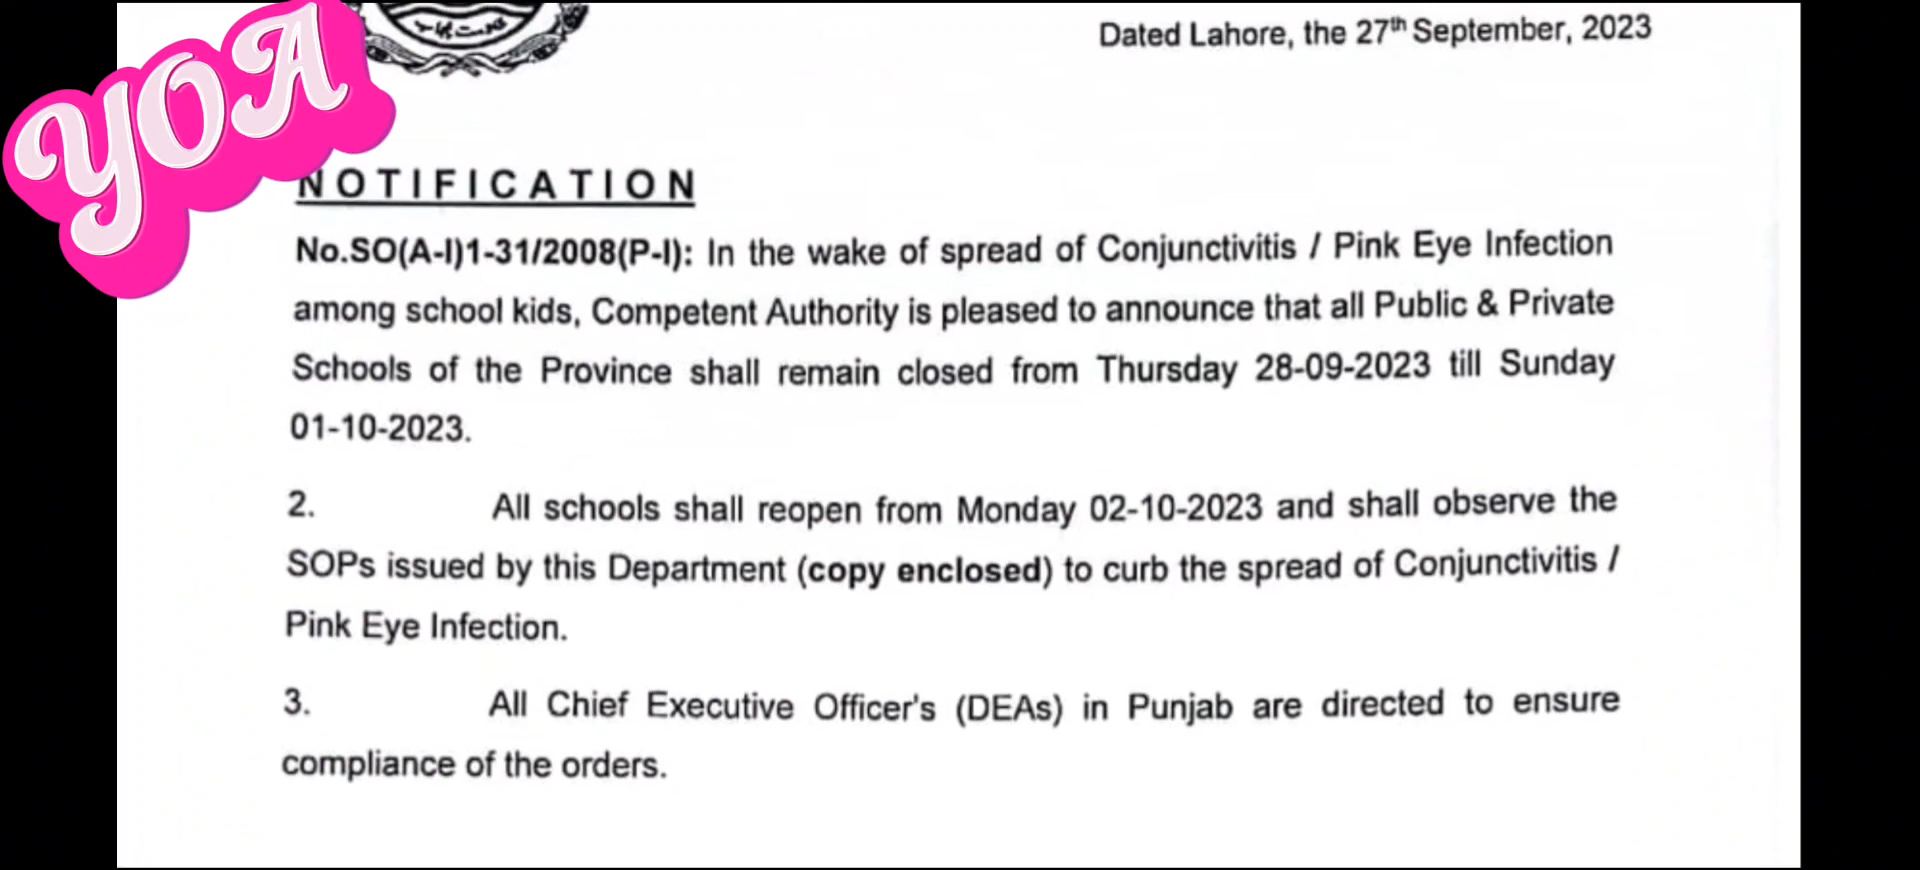 YOA
Dated Lahore, the 27th September, 2023
NOTIFICATION
No.SO(A-I)1-31/2008(P-I): In the wake of spread of Conjunctivitis / Pink Eye Infection
among school kids, Competent Authority is pleased to announce that all Public & Private
Schools of the Province shall remain closed from Thursday 28-09-2023 till Sunday
01-10-2023.
2. All schools shall reopen from Monday 02-10-2023 and shall observe the
SOPs issued by this Department (copy enclosed) to curb the spread of Conjunctivitis /
Pink Eye Infection.
3. All Chief Executive Officer's (DEAs) in Punjab are directed to ensure
compliance of the orders.